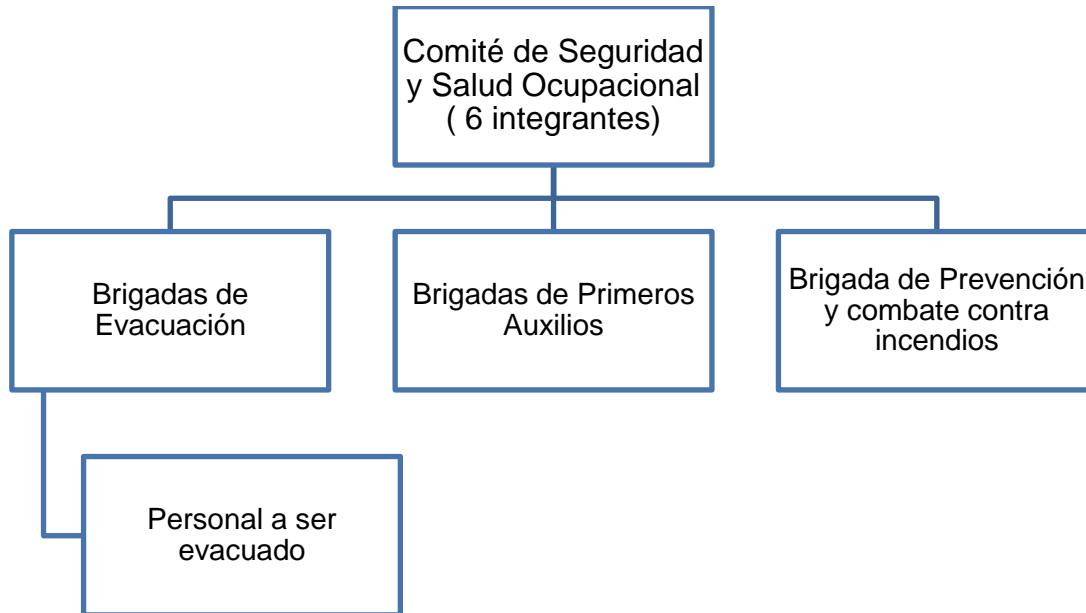 Comité de Seguridad
y Salud Ocupacional
( 6 integrantes)
Brigadas de
Evacuación
Brigadas de Primeros
Auxilios
Brigada de Prevención
y combate contra
incendios
Personal a ser
evacuado